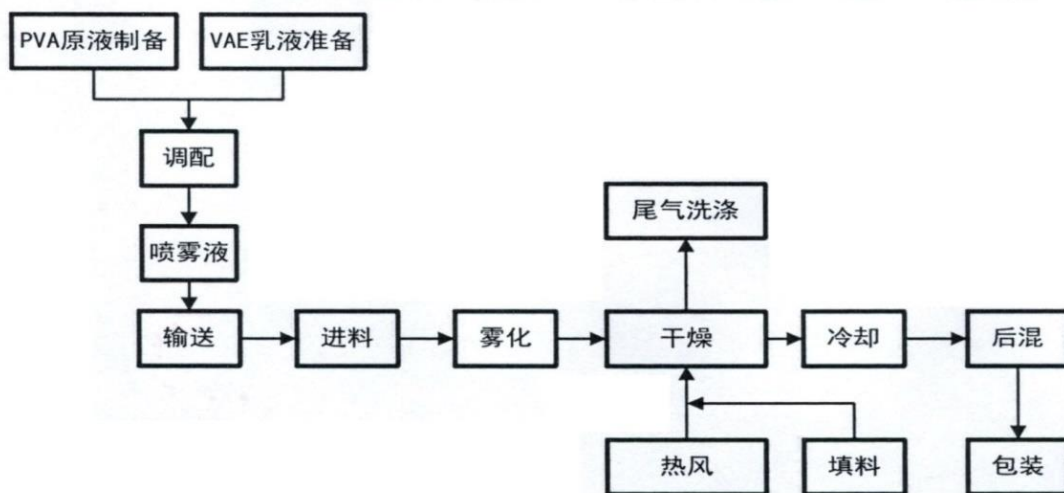 PVA原液制备
VAE乳液准备
调配
尾气洗涤
喷雾液
输送
进料
雾化
干燥
冷却
后混
热风
填料
包装